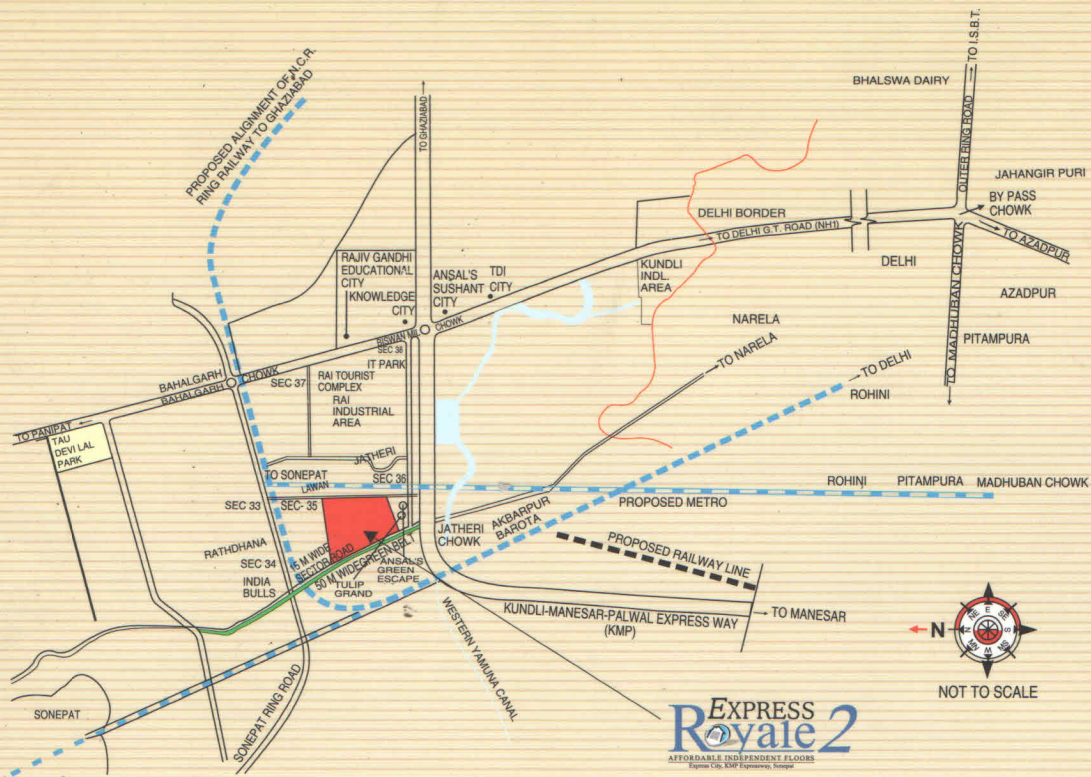 TO I.S.B.T.
BHALSWA DAIRY
OUTER RING ROAD
PROPOSED ALIGNMENT OF N.C.R.
RING RAILWAY TO GHAZIABAD
TO GHAZIABAD
JAHANGIR PURI
BY PASS
CHOWK
DELHI BORDER
TO DELHI G.T. ROAD (NH1)
TO AZADPUR
DELHI
RAJIV GANDHI
EDUCATIONAL
CITY
KNOWLEDGE
CITY
ANSAL'S
SUSHANT
CITY
TDI
CITY
KUNDLI
INDL.
AREA
AZADPUR
TO MADHUBAN CHOWK
NARELA
PITAMPURA
BISWAN MIL CHOWK
SEC 38
IT PARK
TO NARELA
TO DELHI
ROHINI
BAHALGARH CHOWK
BAHALGARH
SEC 37
RAI TOURIST
COMPLEX
RAI
INDUSTRIAL
AREA
TO PANIPAT
TAU
DEVI LAL
PARK
JATHERI
TO SONEPAT
SEC 36
LAWAN
ROHINI
PITAMPURA
MADHUBAN CHOWK
PROPOSED METRO
SEC 33
SEC- 35
AKBARPUR
BAROTA
JATHERI
CHOWK
RATHDHANA
SEC 34
15 M WIDE
SECTOR ROAD
50 M WIDEGREEN BELT
ANSAL'S
GREEN
ESCAPE
TULIP
GRAND
INDIA
BULLS
PROPOSED RAILWAY LINE
KUNDLI-MANESAR-PALWAL EXPRESS WAY
(KMP)
TO MANESAR
WESTERN YAMUNA CANAL
N
E
SE
S
W
N
NE
NOT TO SCALE
SONEPAT
SONEPAT RING ROAD
EXPRESS
Royale 2
AFFORDABLE INDEPENDENT FLOORS
Express City, KMP Expressway, Sonepat